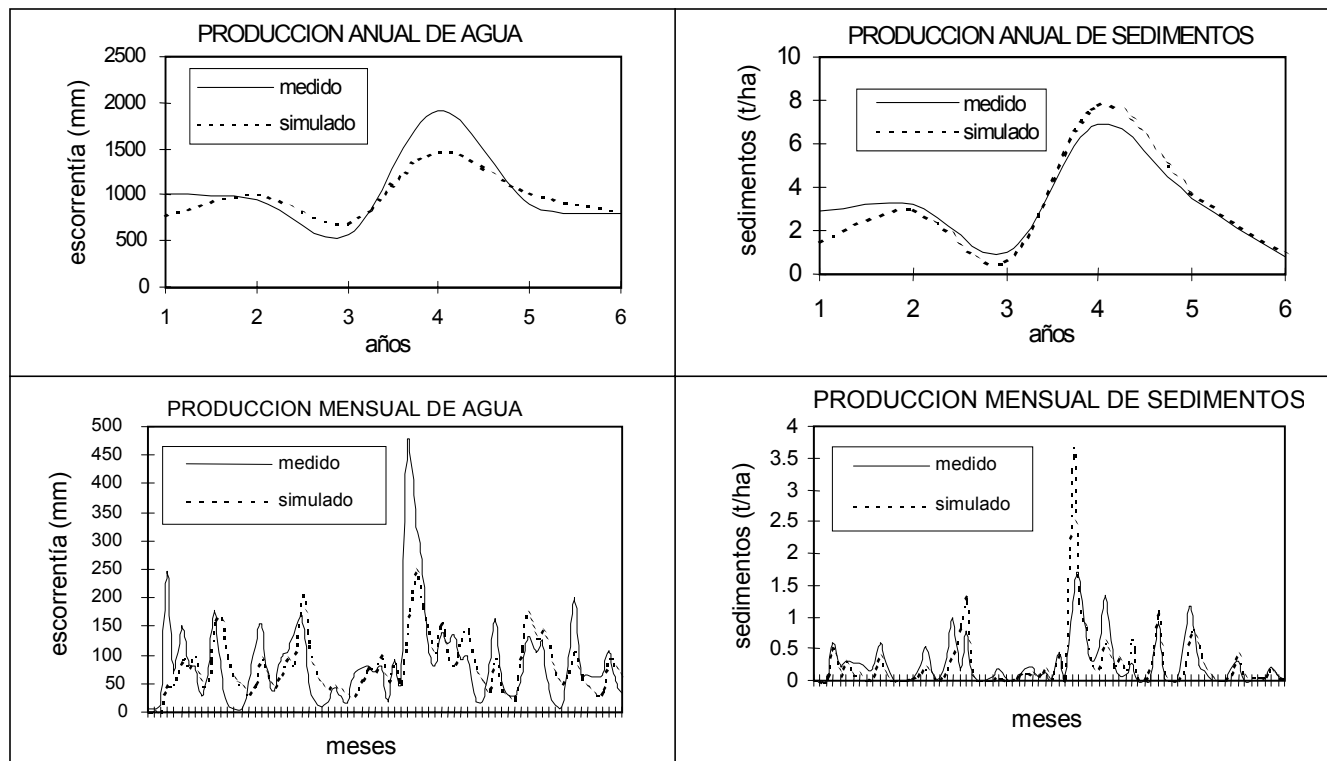 PRODUCCION ANUAL DE AGUA
2500
2000
1500
1000
500
0
escorrentía (mm)
medido
simulado
1 2 3 4 5 6
años
PRODUCCION ANUAL DE SEDIMENTOS
10
8
6
4
2
0
sedimentos (t/ha)
medido
simulado
1 2 3 4 5 6
años
PRODUCCION MENSUAL DE AGUA
500
450
400
350
300
250
200
150
100
50
0
escorrentía (mm)
medido
simulado
meses
PRODUCCION MENSUAL DE SEDIMENTOS
4
3.5
3
2.5
2
1.5
1
0.5
0
sedimentos (t/ha)
medido
simulado
meses